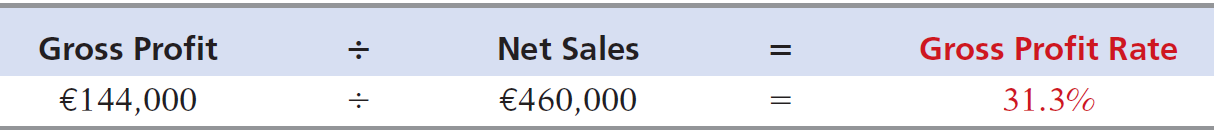 Gross Profit ÷ Net Sales = Gross Profit Rate
€144,000 ÷ €460,000 = 31.3%